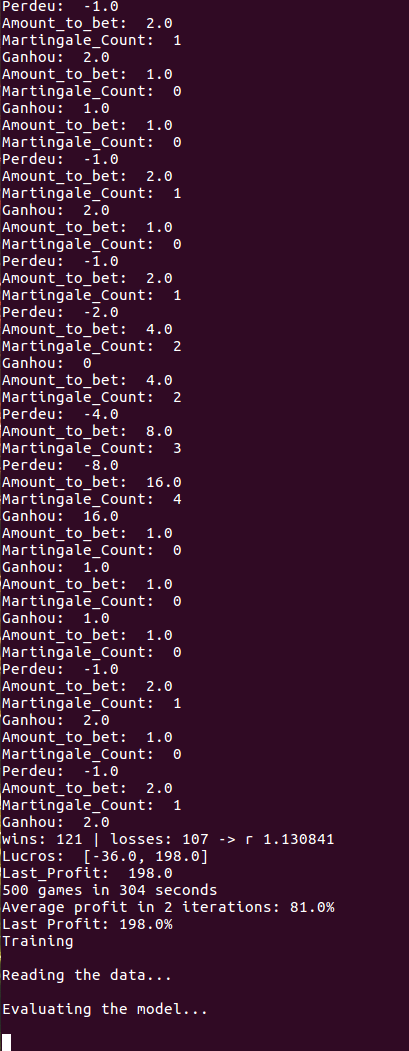 Perdeu:  -1.0
Amount_to_bet:  2.0
Martingale_Count:  1
Ganhou:  2.0
Amount_to_bet:  1.0
Martingale_Count:  0
Ganhou:  1.0
Amount_to_bet:  1.0
Martingale_Count:  0
Perdeu:  -1.0
Amount_to_bet:  2.0
Martingale_Count:  1
Ganhou:  2.0
Amount_to_bet:  1.0
Martingale_Count:  0
Perdeu:  -1.0
Amount_to_bet:  2.0
Martingale_Count:  1
Perdeu:  -2.0
Amount_to_bet:  4.0
Martingale_Count:  2
Ganhou:  0
Amount_to_bet:  4.0
Martingale_Count:  2
Perdeu:  -4.0
Amount_to_bet:  8.0
Martingale_Count:  3
Perdeu:  -8.0
Amount_to_bet:  16.0
Martingale_Count:  4
Ganhou:  16.0
Amount_to_bet:  1.0
Martingale_Count:  0
Ganhou:  1.0
Amount_to_bet:  1.0
Martingale_Count:  0
Ganhou:  1.0
Amount_to_bet:  1.0
Martingale_Count:  0
Perdeu:  -1.0
Amount_to_bet:  2.0
Martingale_Count:  1
Ganhou:  2.0
Amount_to_bet:  1.0
Martingale_Count:  0
Perdeu:  -1.0
Amount_to_bet:  2.0
Martingale_Count:  1
Ganhou:  2.0
wins: 121 | losses: 107 -> r 1.130841
Lucros:  [-36.0, 198.0]
Last_Profit:  198.0
500 games in 304 seconds
Average profit in 2 iterations: 81.0%
Last Profit: 198.0%
Training
Reading the data...
Evaluating the model...